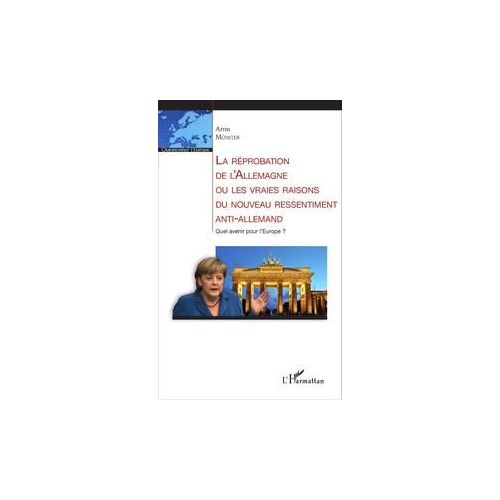 Arno
Münster
Questionner l'Europe
La réprobation
de l'Allemagne
ou les vraies raisons
du nouveau ressentiment
anti-allemand
Quel avenir pour l'Europe ?
L'Harmattan